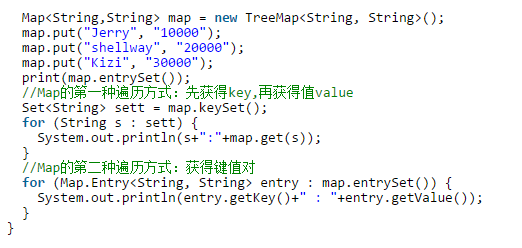 Map<String,String> map = new TreeMap<String, String>();
map.put("Jerry", "10000");
map.put("shellway", "20000");
map.put("Kizi", "30000");
print(map.entrySet());
//Map的第一种遍历方式：先获得key,再获得值value
Set<String> sett = map.keySet();
for (String s : sett) {
System.out.println(s+":"+map.get(s));
}
//Map的第二种遍历方式：获得键值对
for (Map.Entry<String, String> entry : map.entrySet()) {
System.out.println(entry.getKey()+" : "+entry.getValue());
}
}